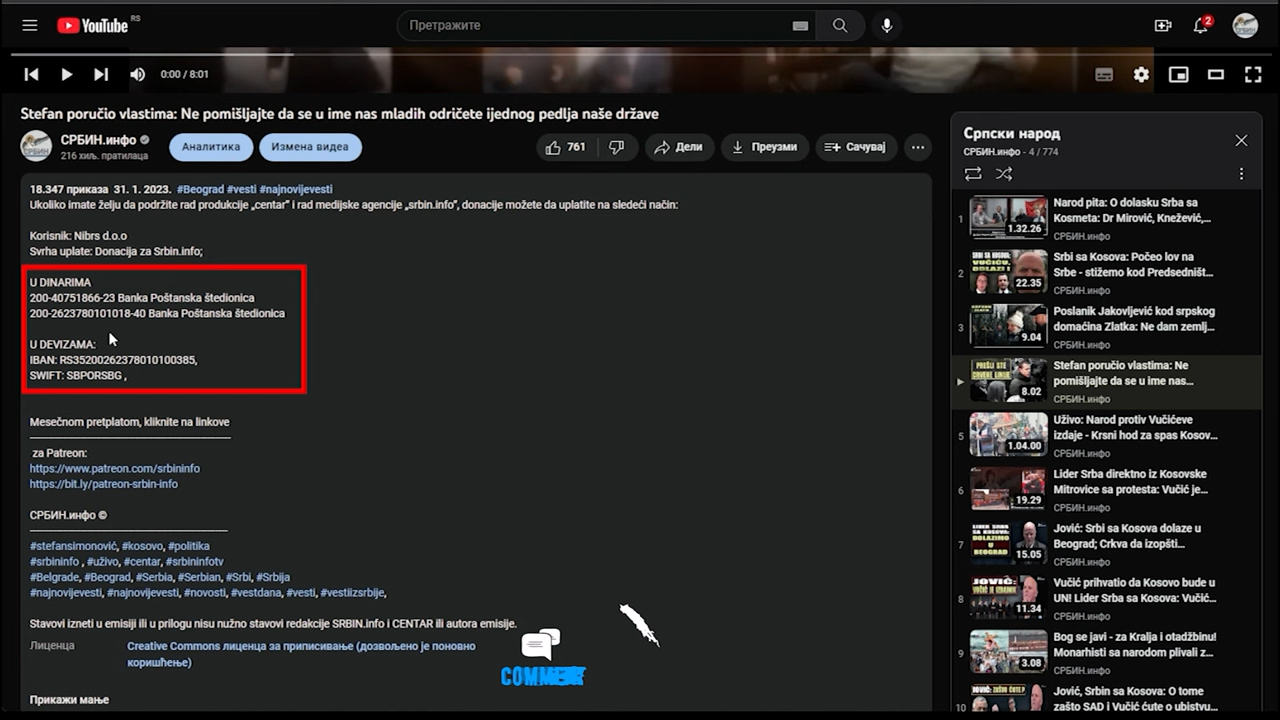 YouTube RS
Претражите
2
0:00 / 8:01
Stefan poručio vlastima: Ne pomišljajte da se u ime nas mladih odričete ijednog pedlja naše države
СРБИН.инфо
216 хиљ. пратилаца
Аналитика
Измена видеа
761
Дели
Преузми
Сачувај
18.347 приказа 31. 1. 2023. #Beograd #vesti #najnovijevesti
Ukoliko imate želju da podržite rad produkcije „centar" i rad medijske agencije „srbin.info", donacije možete da uplatite na sledeći način:
Korisnik: Nibrs d.o.o
Svrha uplate: Donacija za Srbin.info;
U DINARIMA
200-40751866-23 Banka Poštanska štedionica
200-2623780101018-40 Banka Poštanska štedionica
U DEVIZAMA:
IBAN: RS35200262378010100385,
SWIFT: SBPORSBG ,
Mesečnom pretplatom, kliknite na linkove
za Patreon:
https://www.patreon.com/srbininfo
https://bit.ly/patreon-srbin-info
СРБИН.инфо ©
#stefansimonović, #kosovo, #politika
#srbininfo , #uživo, #centar, #srbininfotv
#Belgrade, #Beograd, #Serbia, #Serbian, #Srbi, #Srbija
#najnovijevesti, #najnovijevesti, #novosti, #vestdana, #vesti, #vestiizsrbije,
Stavovi izneti u emisiji ili u prilogu nisu nužno stavovi redakcije SRBIN.info i CENTAR ili autora emisije.
Лиценца
Creative Commons лиценца за приписивање (дозвољено је поновно
коришћење)
Прикажи мање
Српски народ
СРБИН.инфо - 4 / 774
1
1.32.26
Narod pita: O dolasku Srba sa
Kosmeta: Dr Mirović, Knežević,...
СРБИН.инфо
2
22.35
Srbi sa Kosova: Počeo lov na
Srbe - stižemo kod Predsedništ...
СРБИН.инфо
3
9.04
Poslanik Jakovljević kod srpskog
domaćina Zlatka: Ne dam zemlj...
СРБИН.инфо
PREŠLI STE
CRVENE LINIJE
8.02
Stefan poručio vlastima: Ne
pomišljajte da se u ime nas...
СРБИН.инфо
5
1.04.00
Uživo: Narod protiv Vučićeve
izdaje - Krsni hod za spas Kosov...
СРБИН.инфо
6
19.29
Lider Srba direktno iz Kosovske
Mitrovice sa protesta: Vučić je...
СРБИН.инфо
7
15.05
Jović: Srbi sa Kosova dolaze u
Beograd; Crkva da izopšti...
СРБИН.инфо
8
11.34
Vučić prihvatio da Kosovo bude u
UN! Lider Srba sa Kosova: Vučić...
СРБИН.инфо
9
3.08
Bog se javi - za Kralja i otadžbinu!
Monarhisti sa narodom plivali z...
СРБИН.инфо
10
Jović, Srbin sa Kosova: O tome
zašto SAD i Vučić ćute o ubistvu...